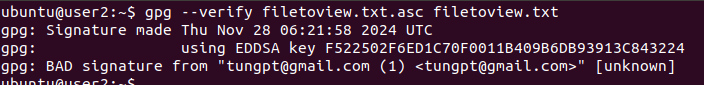 ubuntu@user2:~$ gpg --verify filetoview.txt.asc filetoview.txt
gpg: Signature made Thu Nov 28 06:21:58 2024 UTC
gpg:                using EDDSA key F522502F6ED1C70F0011B409B6DB93913C843224
gpg: BAD signature from "tungpt@gmail.com (1) <tungpt@gmail.com>" [unknown]
ubuntu@user2:~$